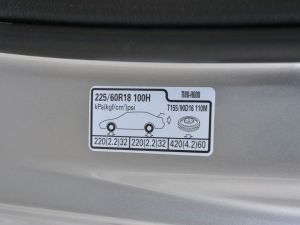 225/60R18 100H
kPa(kgf/cm²)psi
T155/90D16 110M
220(2.2)32 220(2.2)32 420(4.2)60